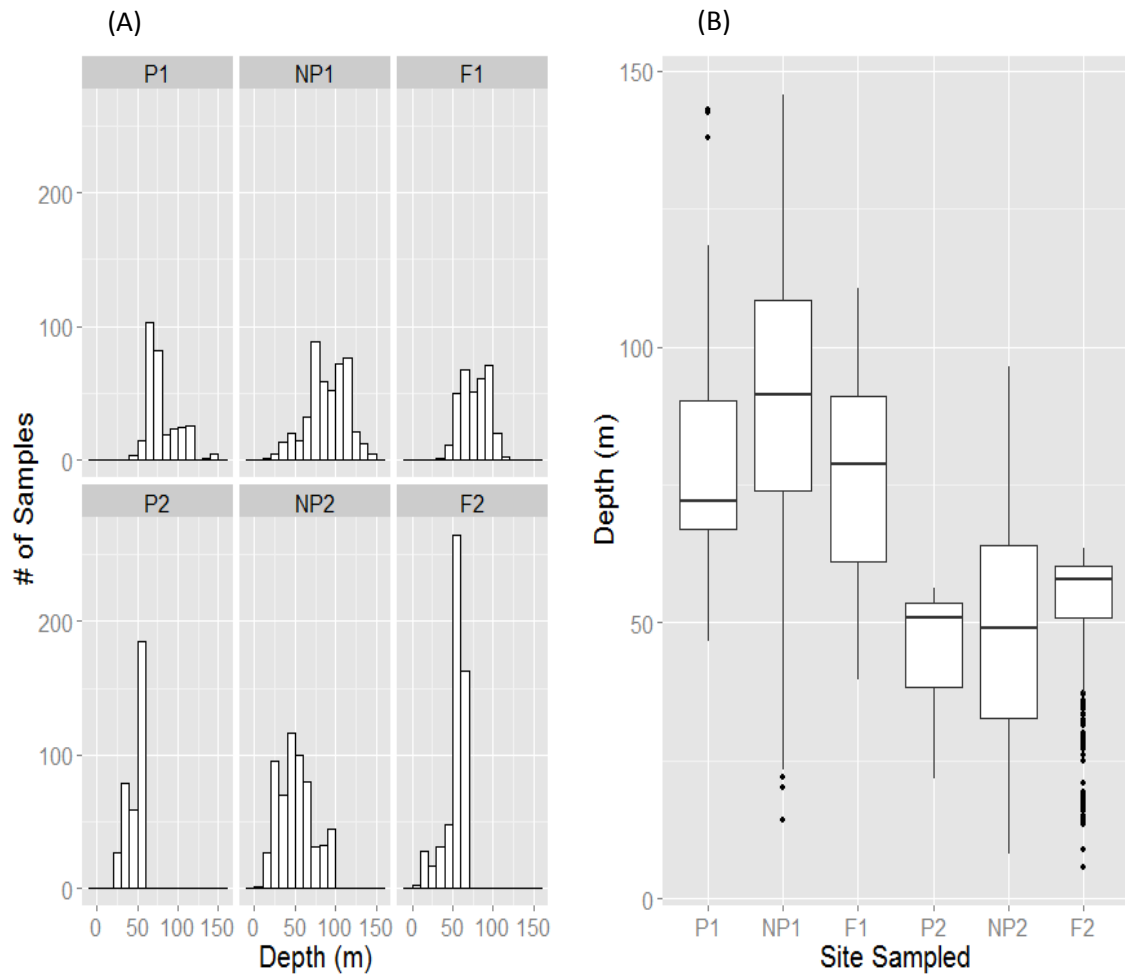 (A)
P1 NP1 F1
200
100
0
P2 NP2 F2
200
100
0
# of Samples
0 50 100 150 0 50 100 150 0 50 100 150
Depth (m)
(B)
150
100
50
0
Depth (m)
P1 NP1 F1 P2 NP2 F2
Site Sampled